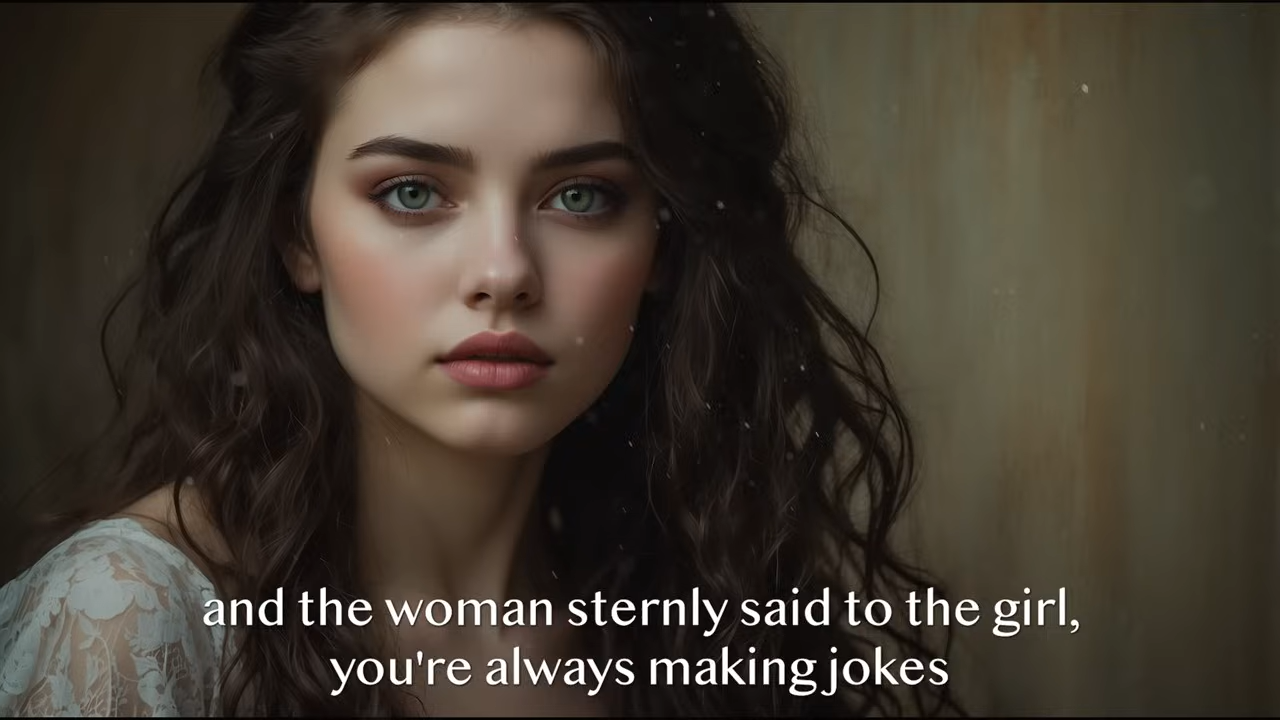 and the woman sternly said to the girl,
you're always making jokes